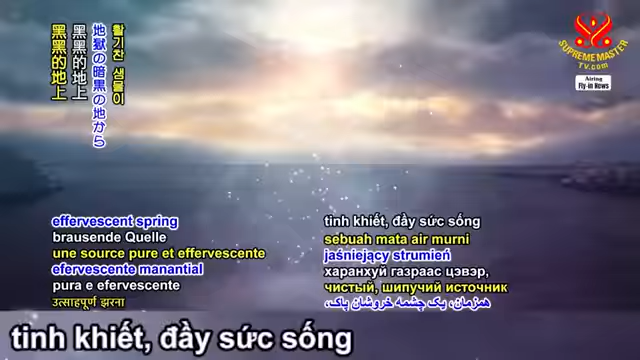 활기찬 샘물이
地獄の暗黒の地から
黑黑的地上
黑黑的地上
SUPREME MASTER
TV.com
Airing
Fly-in News
effervescent spring
brausende Quelle
une source pure et effervescente
efervescente manantial
pura e efervescente
उत्साहपूर्ण झरना
tinh khiết, đầy sức sống
sebuah mata air murni
jaśniejący strumień
харанхуй газраас цэвэр,
чистый, шипучий источник
همزمان، یک چشمه خروشان پاک،
tinh khiết, đầy sức sống